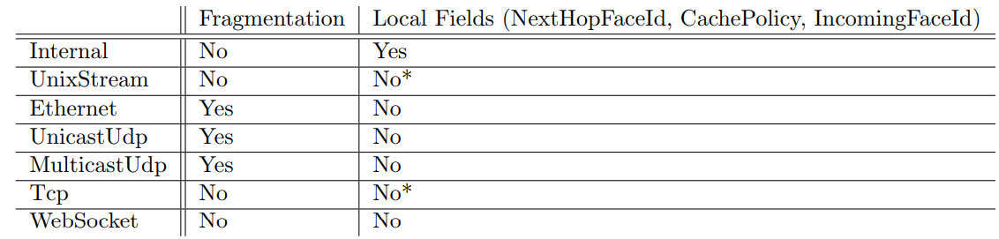 Fragmentation Local Fields (NextHopFaceId, CachePolicy, IncomingFaceId)
Internal No Yes
UnixStream No No*
Ethernet Yes No
UnicastUdp Yes No
MulticastUdp Yes No
Tcp No No*
WebSocket No No